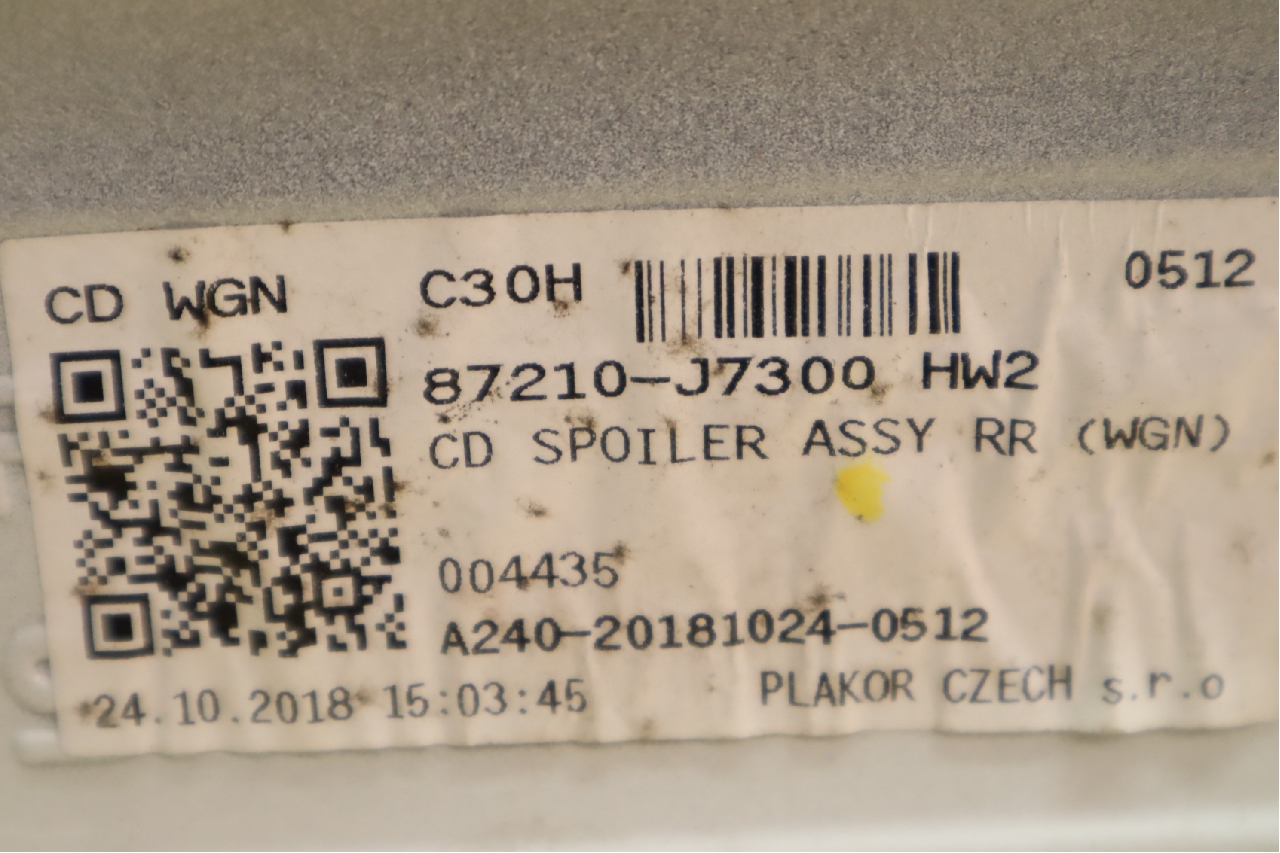 CD WGN C30H 0512
87210-J7300 HW2
CD SPOILER ASSY RR (WGN)
004435
A240-20181024-0512
24.10.2018 15:03:45 PLAKOR CZECH s.r.o